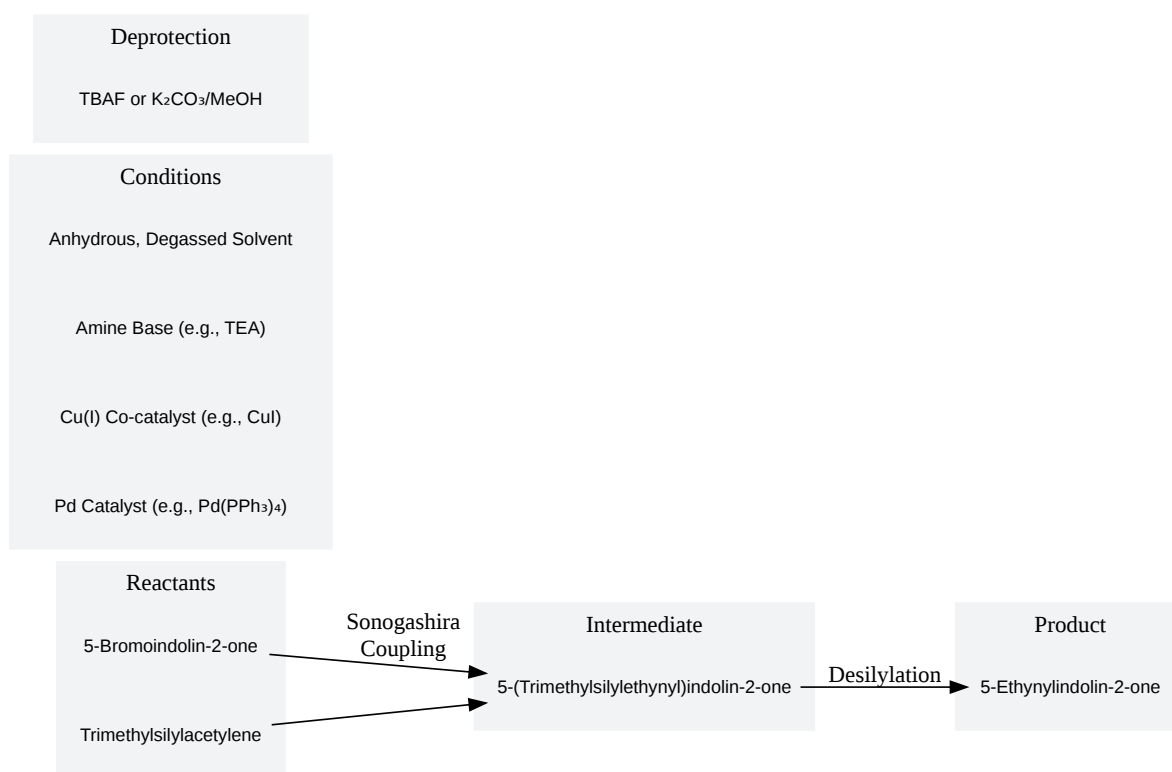 Deprotection
TBAF or K₂CO₃/MeOH
Conditions
Anhydrous, Degassed Solvent
Amine Base (e.g., TEA)
Cu(I) Co-catalyst (e.g., CuI)
Pd Catalyst (e.g., Pd(PPh₃)₄)
Reactants
5-Bromoindolin-2-one
Trimethylsilylacetylene
Sonogashira
Coupling
Intermediate
5-(Trimethylsilylethynyl)indolin-2-one
Desilylation
Product
5-Ethynylindolin-2-one